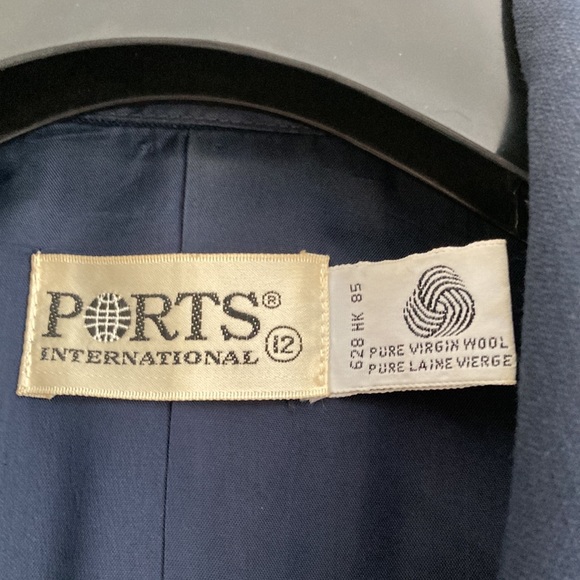 PORTS®
INTERNATIONAL 12
628 HK 85
PURE VIRGIN WOOL
PURE LAINE VIERGE